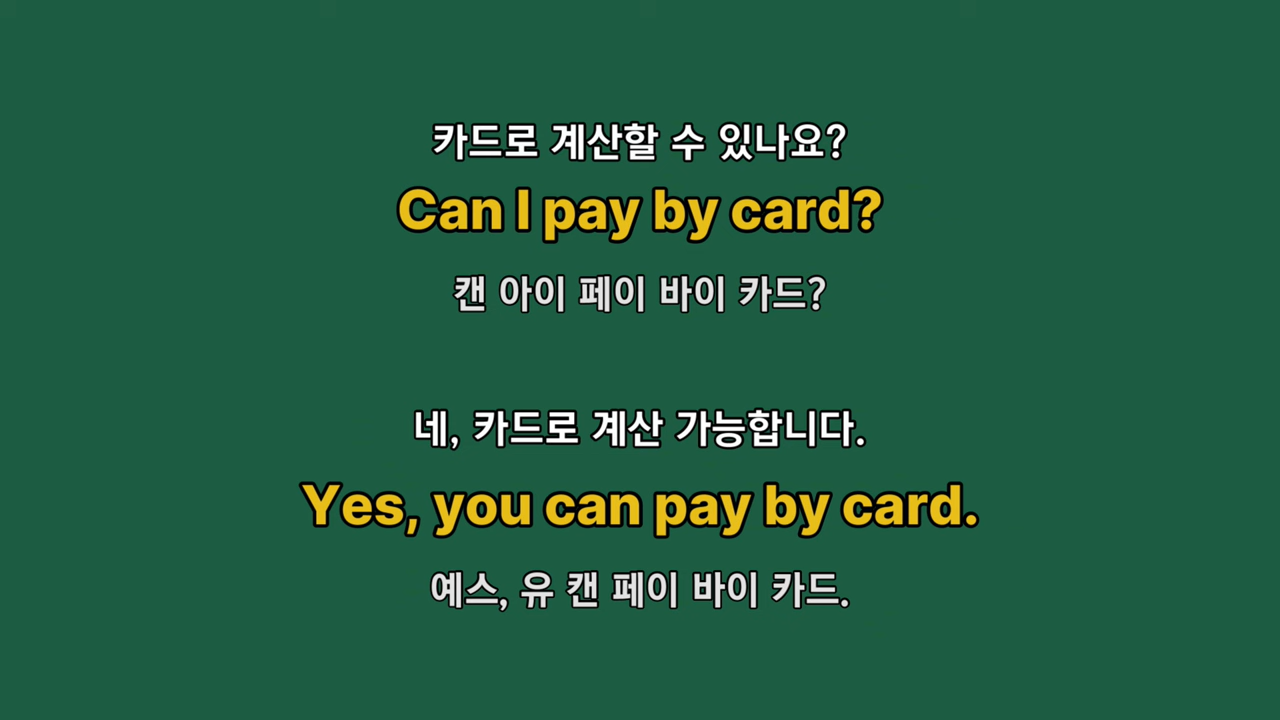 카드로 계산할 수 있나요?
Can I pay by card?
캔 아이 페이 바이 카드?
네, 카드로 계산 가능합니다.
Yes, you can pay by card.
예스, 유 캔 페이 바이 카드.